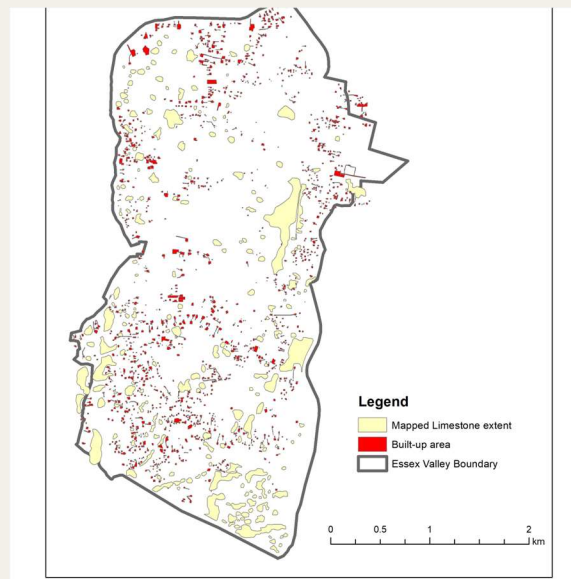 Legend
Mapped Limestone extent
Built-up area
Essex Valley Boundary
0 0.5 1 2
km